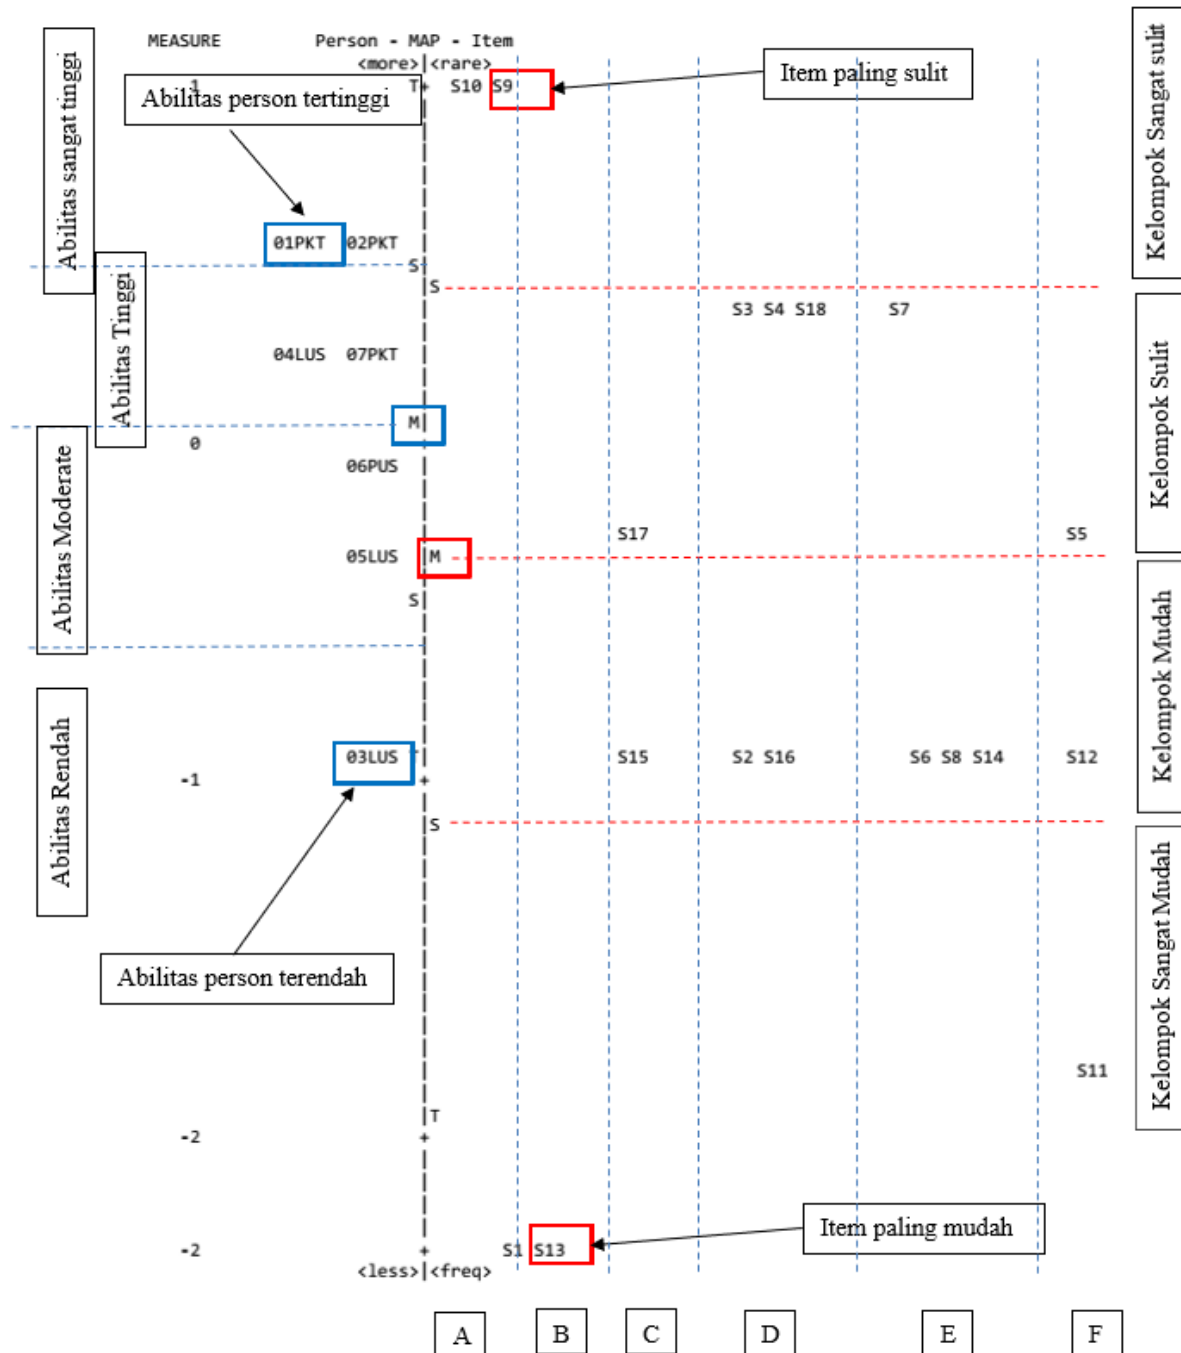 MEASURE Person - MAP - Item
<more>|<rare>
1 T+ S10 S9
Abilitas person tertinggi
Item paling sulit
Abilitas sangat tinggi
Kelompok Sangat sulit
01PKT 02PKT
S
S
Abilitas Tinggi
S3 S4 S18 S7
04LUS 07PKT
Kelompok Sulit
M
0
06PUS
Abilitas Moderate
S17 S5
05LUS M
S
Kelompok Mudah
Abilitas Rendah
03LUS T S15 S2 S16 S6 S8 S14 S12
-1 +
S
Kelompok Sangat Mudah
Abilitas person terendah
S11
T
-2 +
Item paling mudah
-2 + S1 S13
<less>|<freq>
A B C D E F